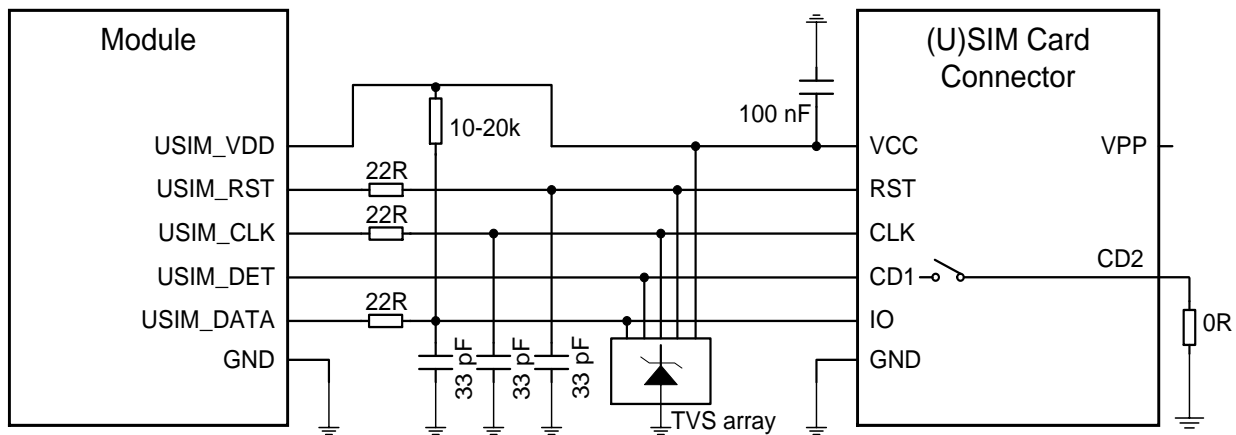 Module
(U)SIM Card
Connector
100 nF
10-20k
USIM_VDD
VCC
VPP
22R
USIM_RST
RST
22R
USIM_CLK
CLK
USIM_DET
CD1
CD2
22R
USIM_DATA
IO
0R
GND
33 pF
33 pF
33 pF
GND
TVS array